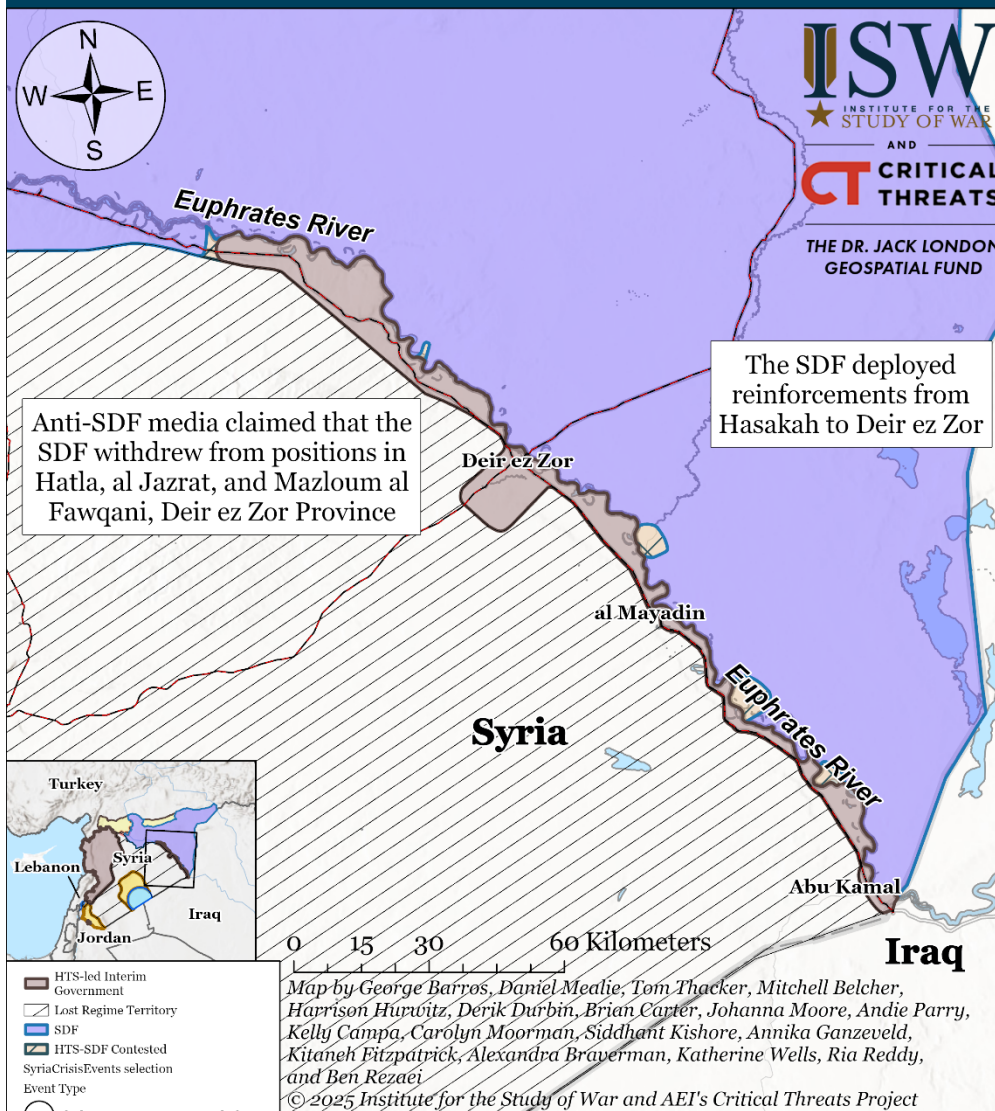 N
W E
S
ISW
INSTITUTE FOR THE
STUDY OF WAR
AND
CT CRITICAL
THREATS
THE DR. JACK LONDON
GEOSPATIAL FUND
Euphrates River
The SDF deployed
reinforcements from
Hasakah to Deir ez Zor
Anti-SDF media claimed that the
SDF withdrew from positions in
Hatla, al Jazrat, and Mazloum al
Fawqani, Deir ez Zor Province
Deir ez Zor
al Mayadin
Euphrates River
Syria
Abu Kamal
Iraq
Turkey
Lebanon
Syria
Iraq
Jordan
0 15 30 60 Kilometers
HTS-led Interim
Government
Lost Regime Territory
SDF
HTS-SDF Contested
SyriaCrisisEvents selection
Event Type
Map by George Barros, Daniel Mealie, Tom Thacker, Mitchell Belcher,
Harrison Hurwitz, Derik Durbin, Brian Carter, Johanna Moore, Andie Parry,
Kelly Campa, Carolyn Moorman, Siddhant Kishore, Annika Ganzeveld,
Kitaneh Fitzpatrick, Alexandra Braverman, Katherine Wells, Ria Reddy,
and Ben Rezaei
© 2025 Institute for the Study of War and AEI's Critical Threats Project